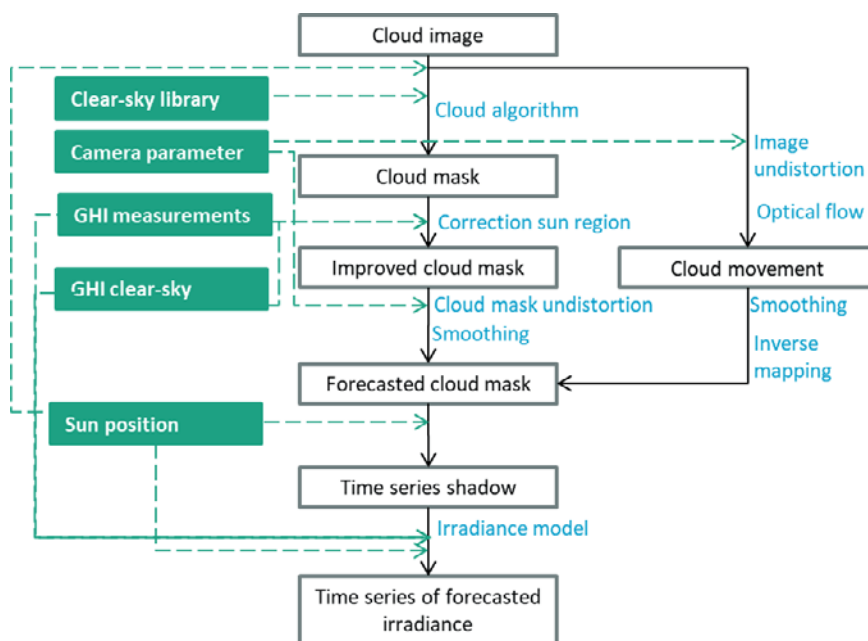 Cloud image
Clear-sky library
Cloud algorithm
Camera parameter
Image
undistortion
Cloud mask
GHI measurements
Correction sun region
Optical flow
Improved cloud mask
Cloud movement
GHI clear-sky
Cloud mask undistortion
Smoothing
Smoothing
Inverse
mapping
Forecasted cloud mask
Sun position
Time series shadow
Irradiance model
Time series of forecasted
irradiance